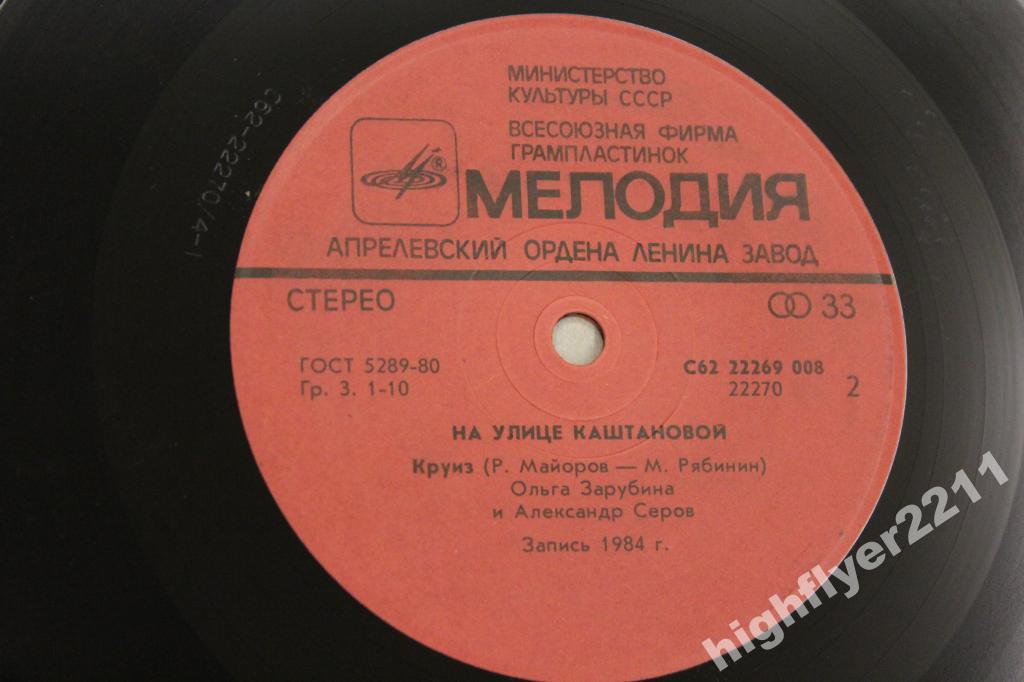 МИНИСТЕРСТВО
КУЛЬТУРЫ СССР
ВСЕСОЮЗНАЯ ФИРМА
ГРАМПЛАСТИНОК
®
МЕЛОДИЯ
АПРЕЛЕВСКИЙ ОРДЕНА ЛЕНИНА ЗАВОД
СТЕРЕО
33
ГОСТ 5289-80
Гр. 3. 1-10
С62 22269 008
22270
2
НА УЛИЦЕ КАШТАНОВОЙ
Круиз (Р. Майоров — М. Рябинин)
Ольга Зарубина
и Александр Серов
Запись 1984 г.
С62-22270/4-1
highflyer2211